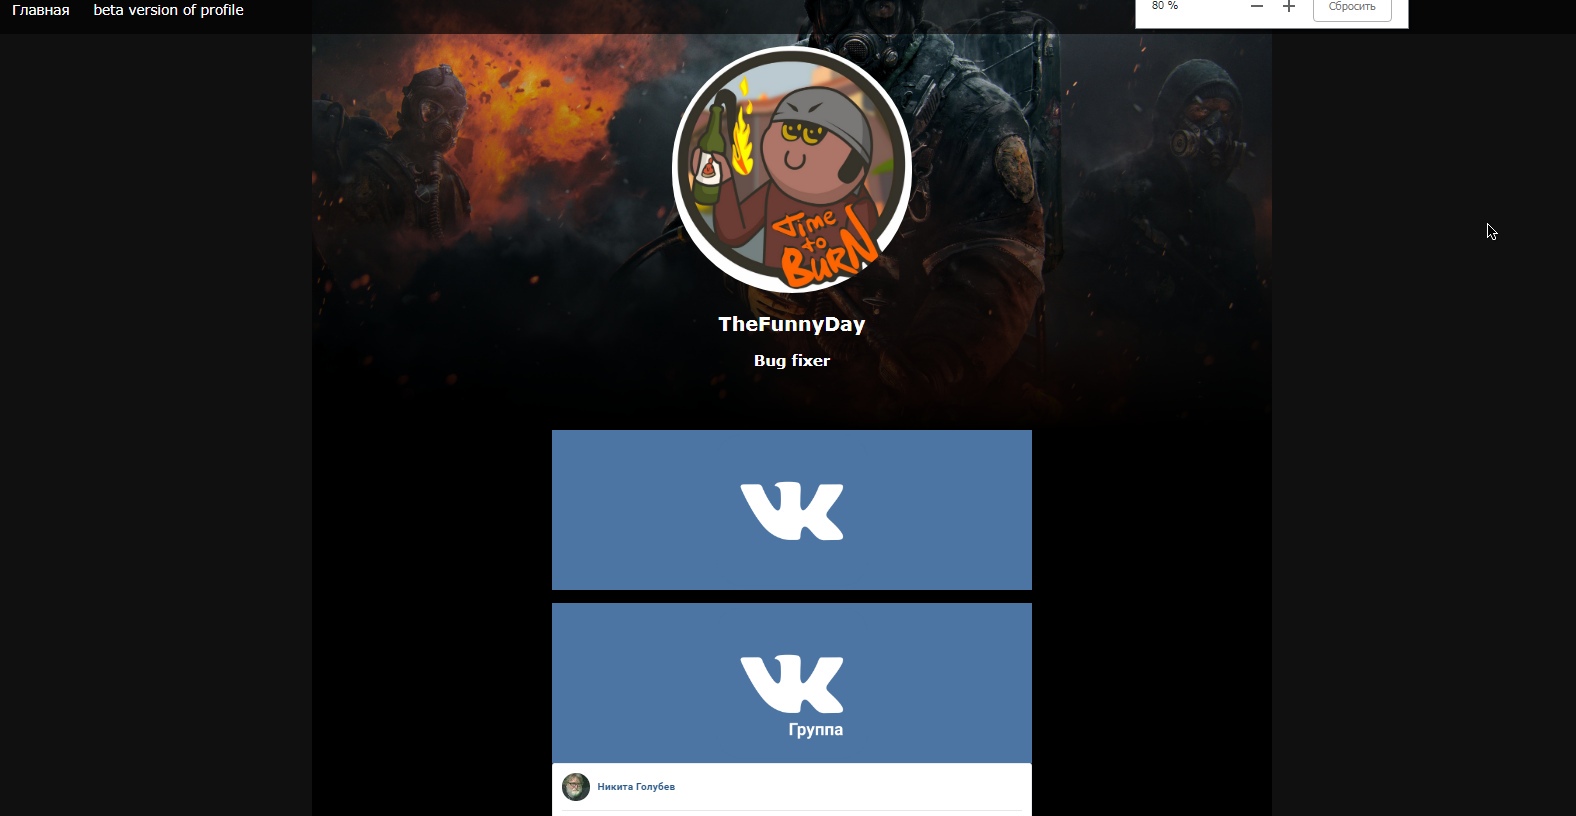 Главная beta version of profile
80 %
Сбросить
Time
to
BURN
TheFunnyDay
Bug fixer
Группа
Никита Голубев